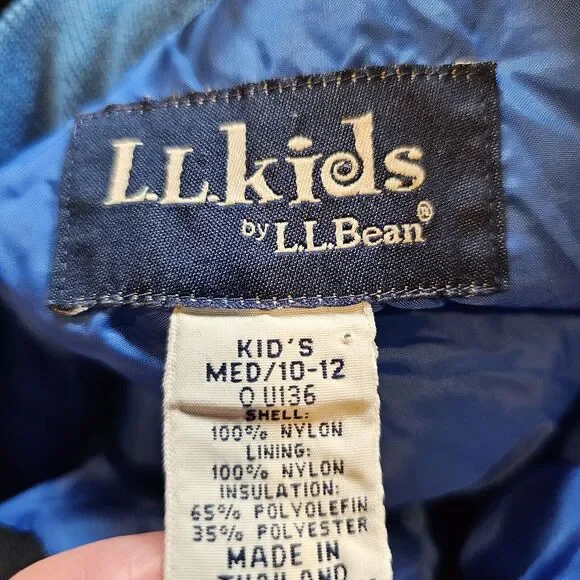 L.L.kids
by L.L.Bean®
KID'S
MED/10-12
O U136
SHELL:
100% NYLON
LINING:
100% NYLON
INSULATION:
65% POLYOLEFIN
35% POLYESTER
MADE IN
THAILAND